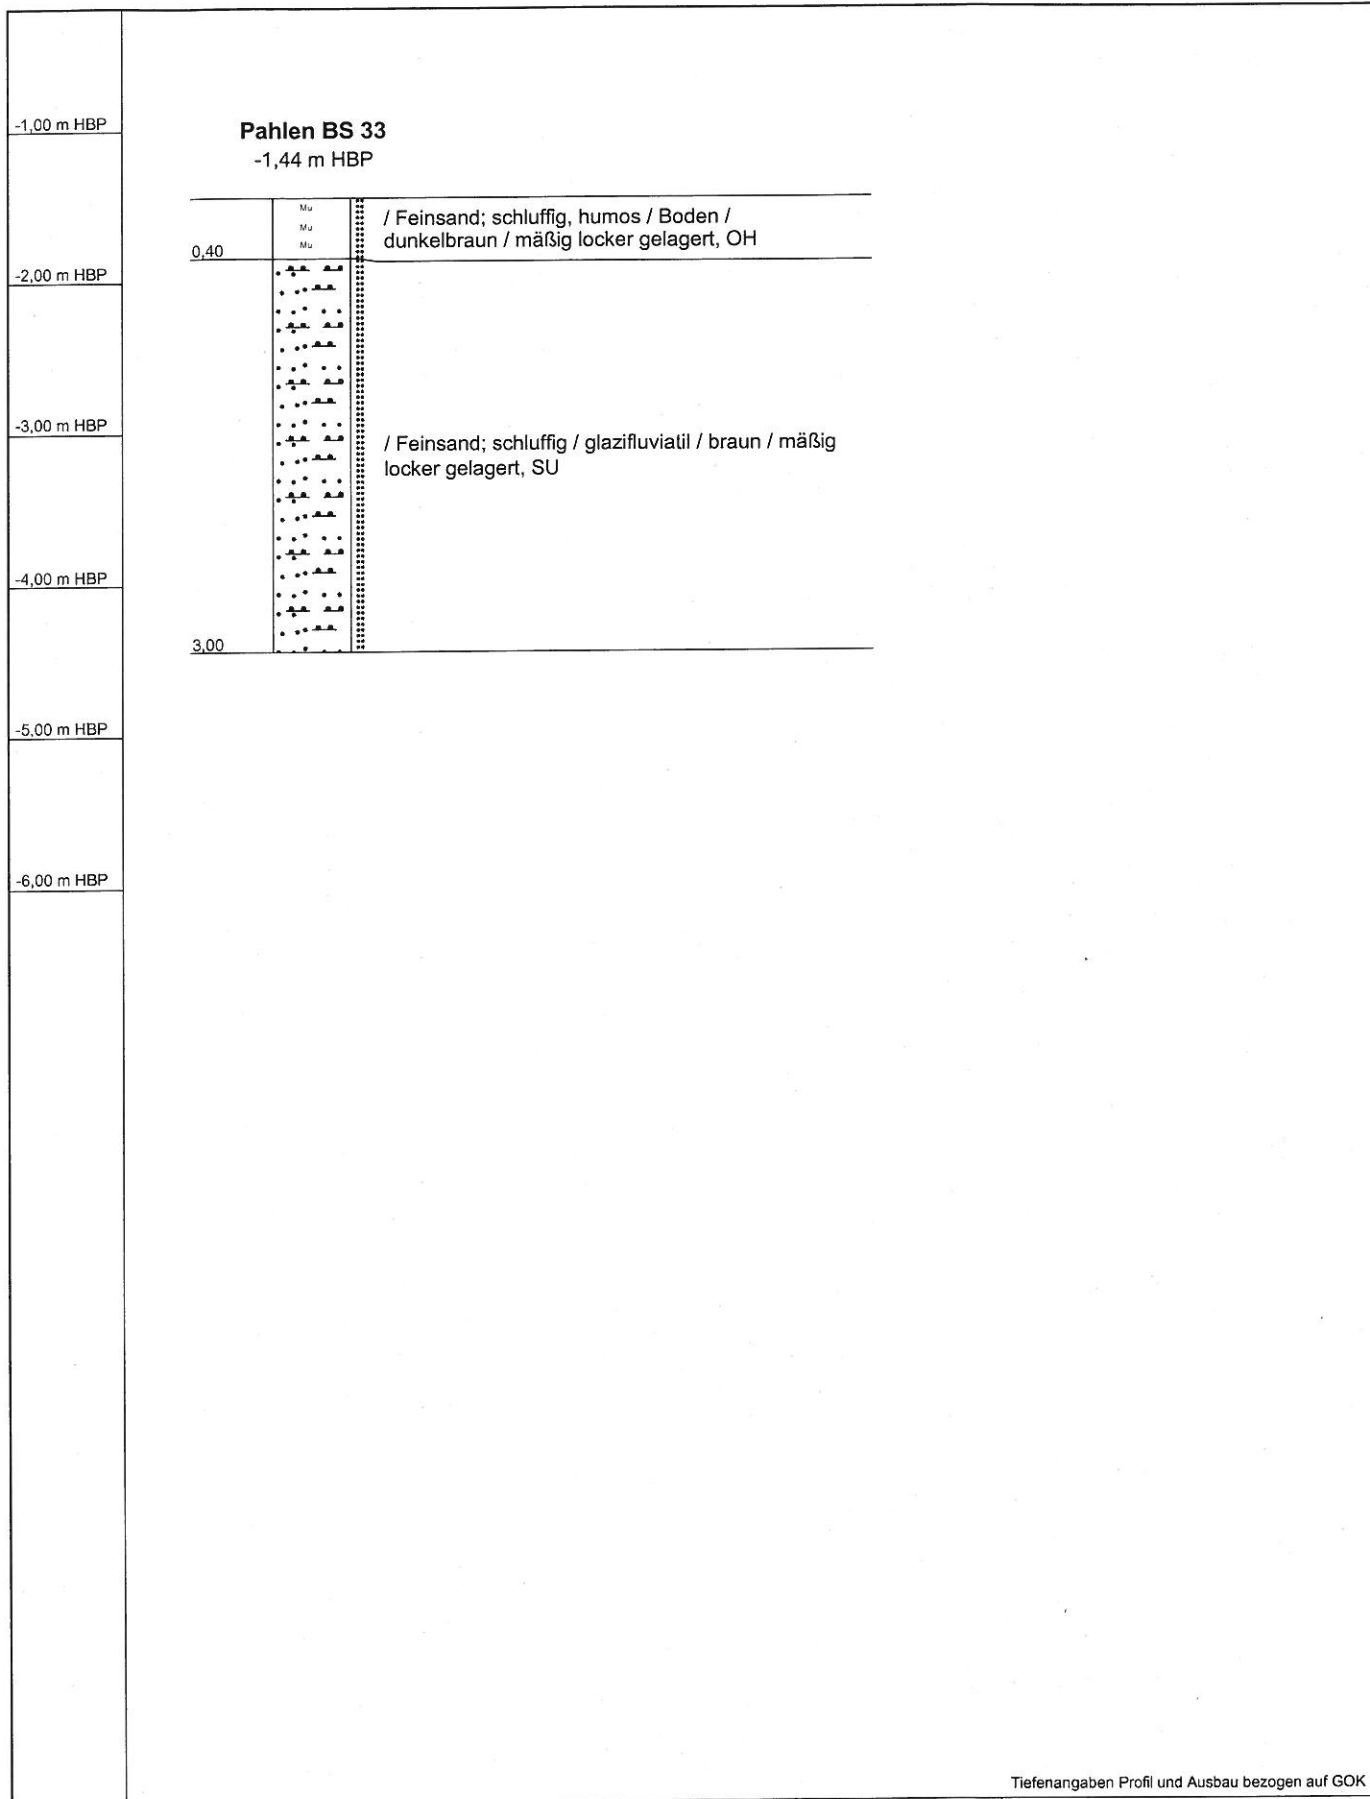 -1,00 m HBP
Pahlen BS 33
-1,44 m HBP
Mu
Mu
Mu
/ Feinsand; schluffig, humos / Boden /
dunkelbraun / mäßig locker gelagert, OH
0,40
-2,00 m HBP
-3,00 m HBP
/ Feinsand; schluffig / glazifluviatil / braun / mäßig
locker gelagert, SU
-4,00 m HBP
3,00
-5,00 m HBP
-6,00 m HBP
Tiefenangaben Profil und Ausbau bezogen auf GOK